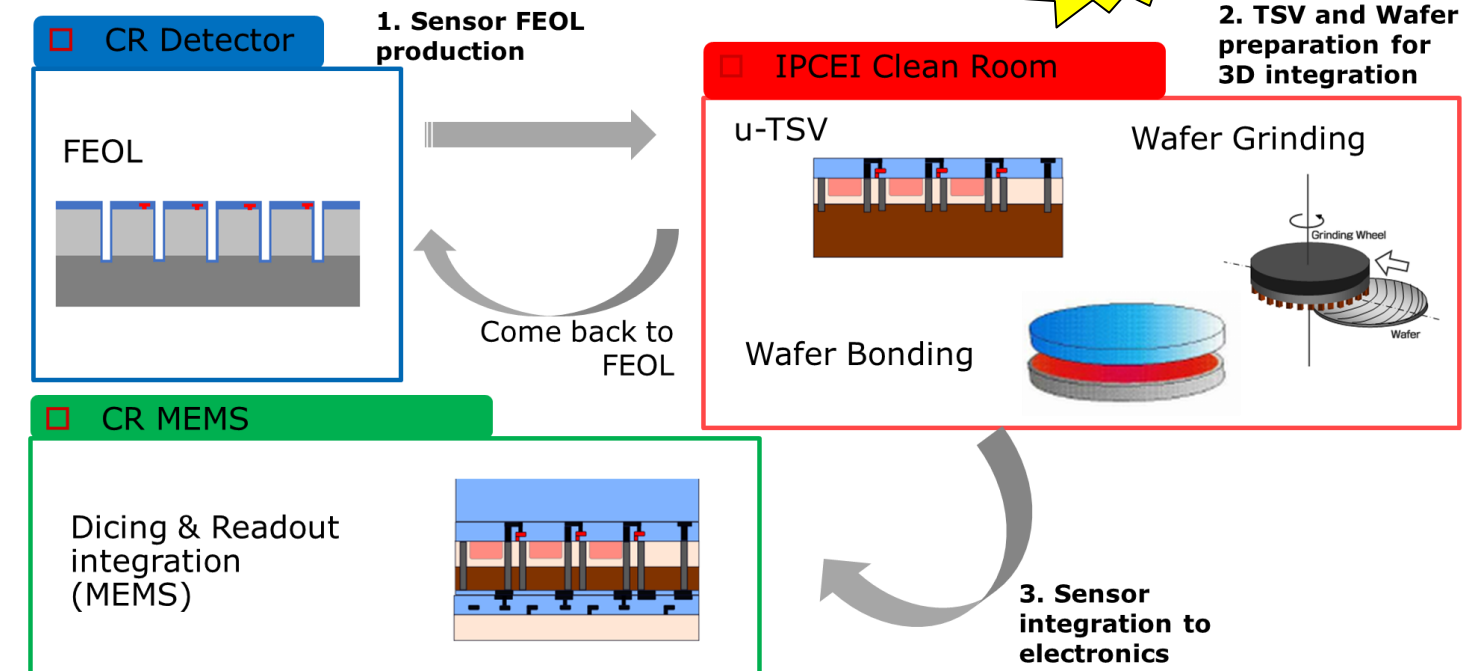 CR Detector
1. Sensor FEOL
production
FEOL
Come back to
FEOL
IPCEI Clean Room
2. TSV and Wafer
preparation for
3D integration
u-TSV
Wafer Grinding
Grinding Wheel
Wafer
Wafer Bonding
CR MEMS
Dicing & Readout
integration
(MEMS)
3. Sensor
integration to
electronics